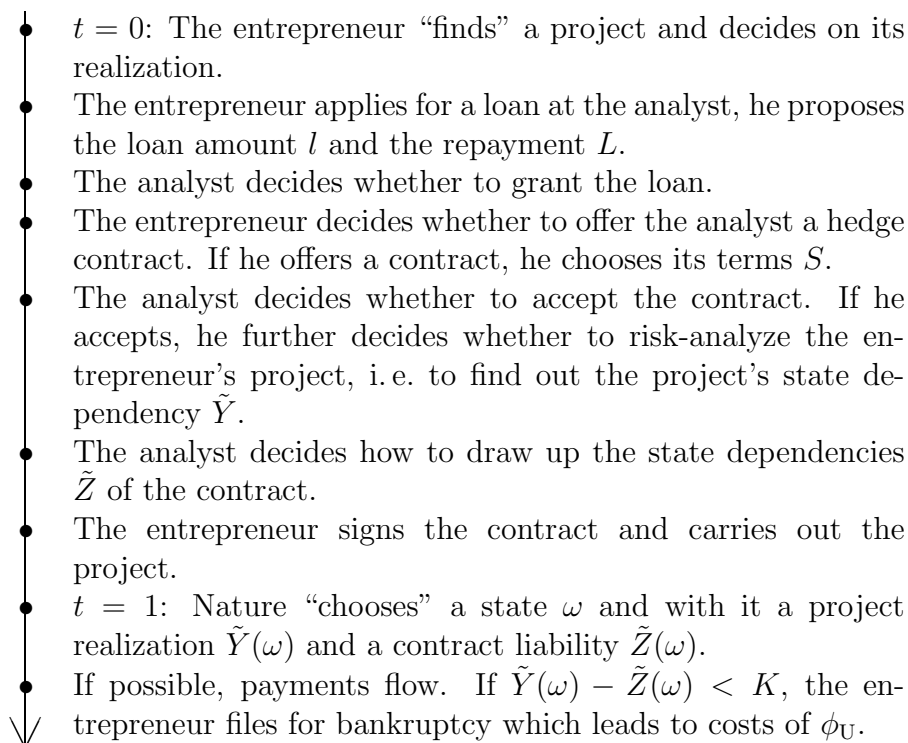 t = 0: The entrepreneur “finds” a project and decides on its
realization.
The entrepreneur applies for a loan at the analyst, he proposes
the loan amount l and the repayment L.
The analyst decides whether to grant the loan.
The entrepreneur decides whether to offer the analyst a hedge
contract. If he offers a contract, he chooses its terms S.
The analyst decides whether to accept the contract. If he
accepts, he further decides whether to risk-analyze the en-
trepreneur's project, i. e. to find out the project's state de-
pendency Ỹ.
The analyst decides how to draw up the state dependencies
Z̃ of the contract.
The entrepreneur signs the contract and carries out the
project.
t = 1: Nature “chooses” a state ω and with it a project
realization Ỹ(ω) and a contract liability Z̃(ω).
If possible, payments flow. If Ỹ(ω) − Z̃(ω) < K, the en-
trepreneur files for bankruptcy which leads to costs of ϕ_U.